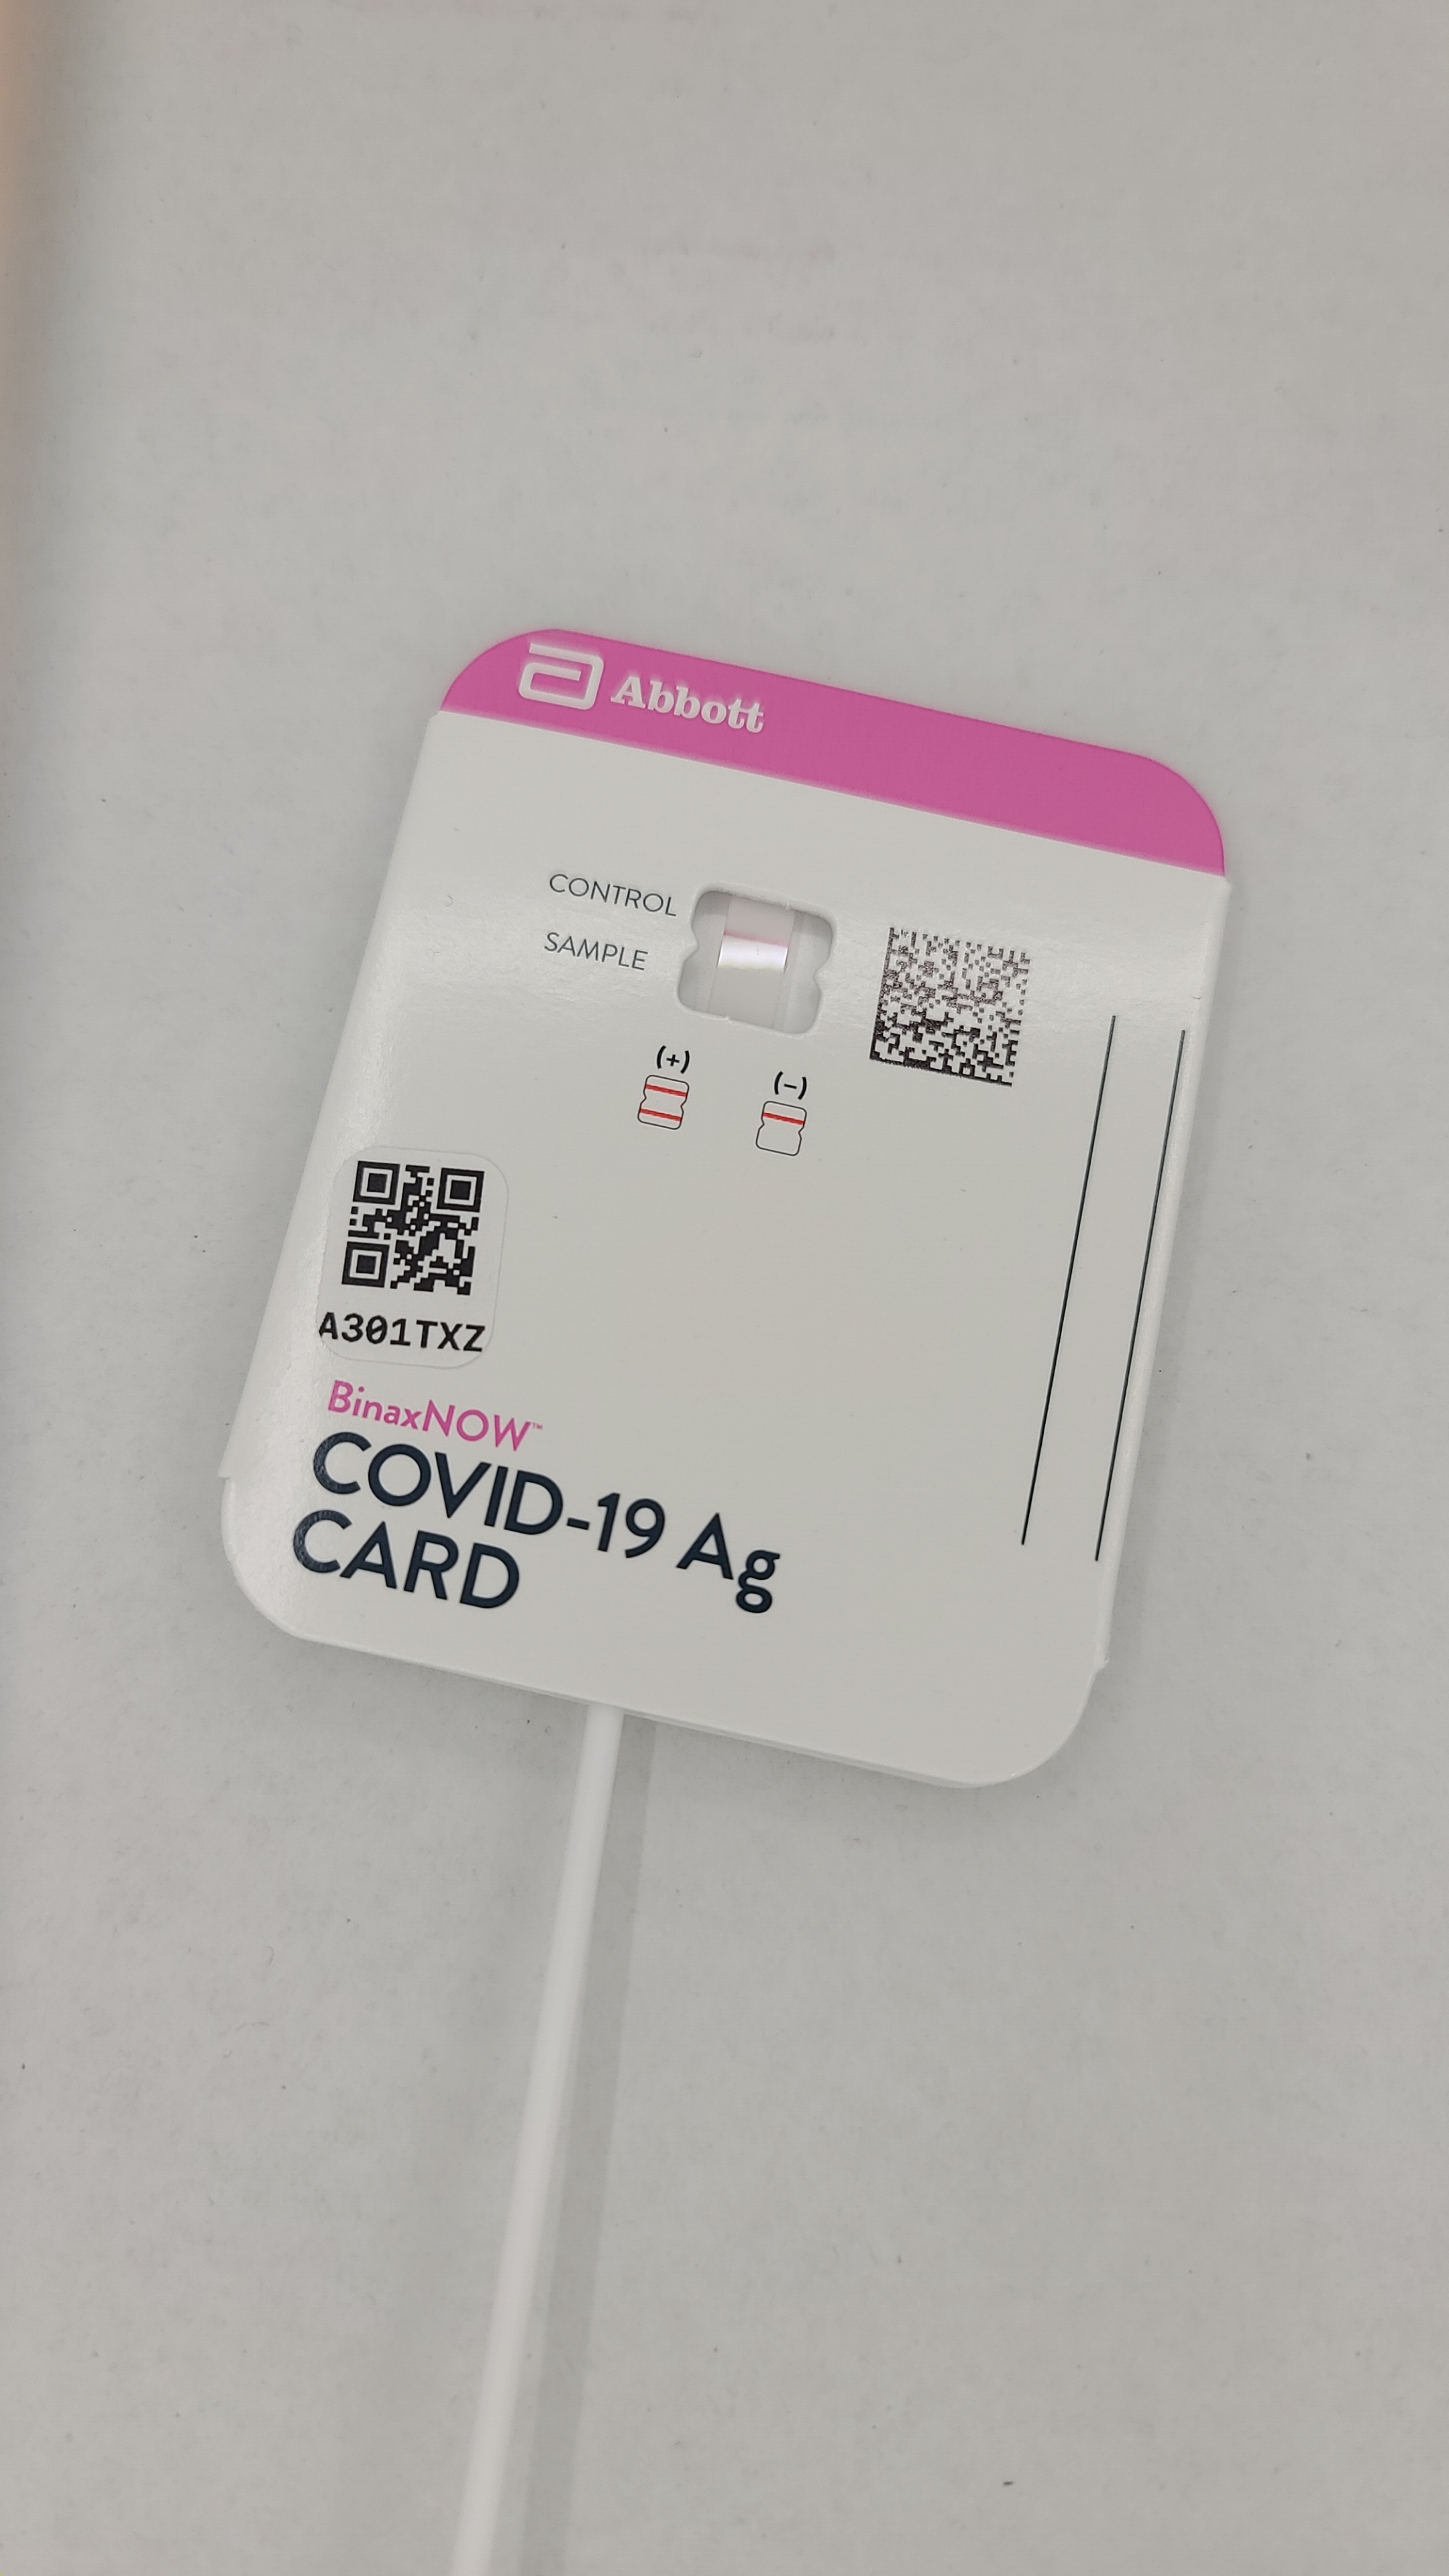 Abbott
CONTROL
SAMPLE
(+)
(-)
A301TXZ
BinaxNOW™
COVID-19 Ag
CARD